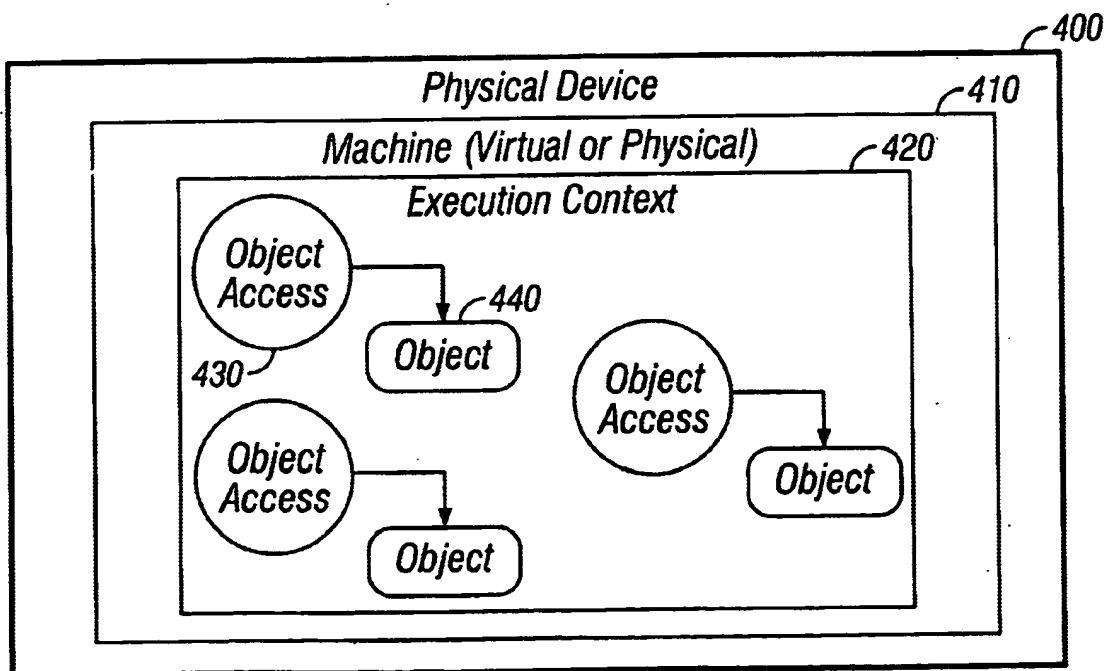 400
Physical Device
410
Machine (Virtual or Physical)
420
Execution Context
Object
Access
440
Object
430
Object
Access
Object
Object
Access
Object